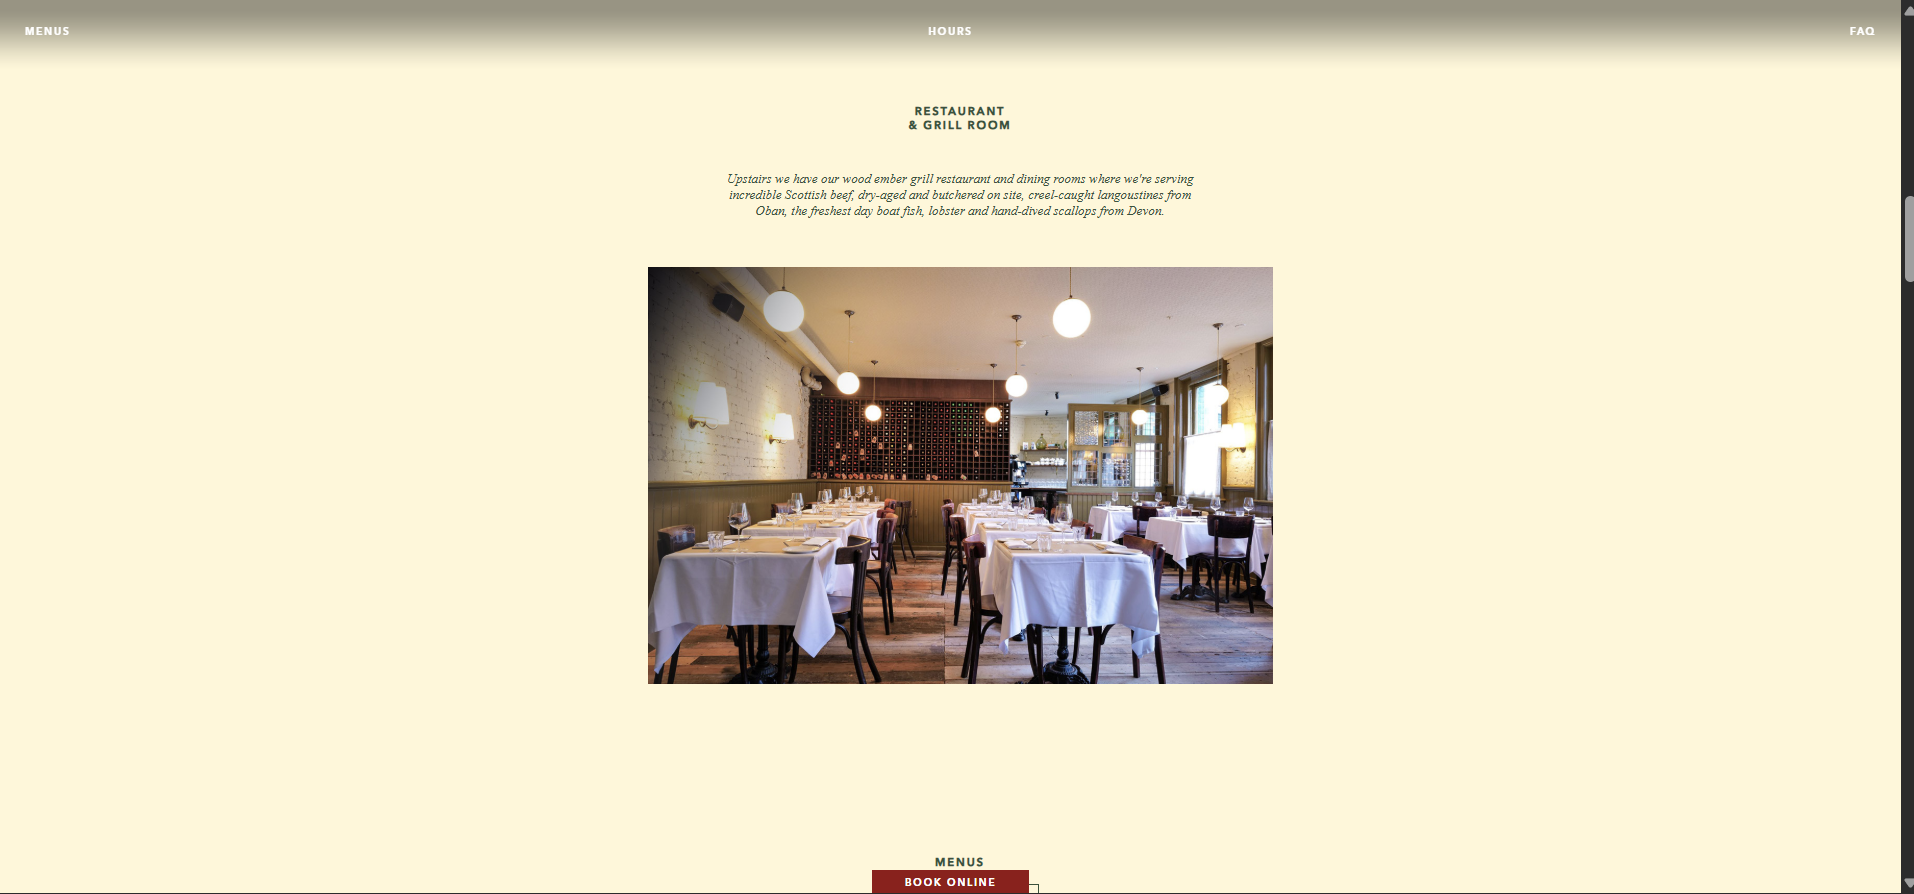 MENUS
HOURS
FAQ
RESTAURANT
& GRILL ROOM
Upstairs we have our wood ember grill restaurant and dining rooms where we're serving
incredible Scottish beef, dry-aged and butchered on site, creel-caught langoustines from
Oban, the freshest day boat fish, lobster and hand-dived scallops from Devon.
MENUS
BOOK ONLINE